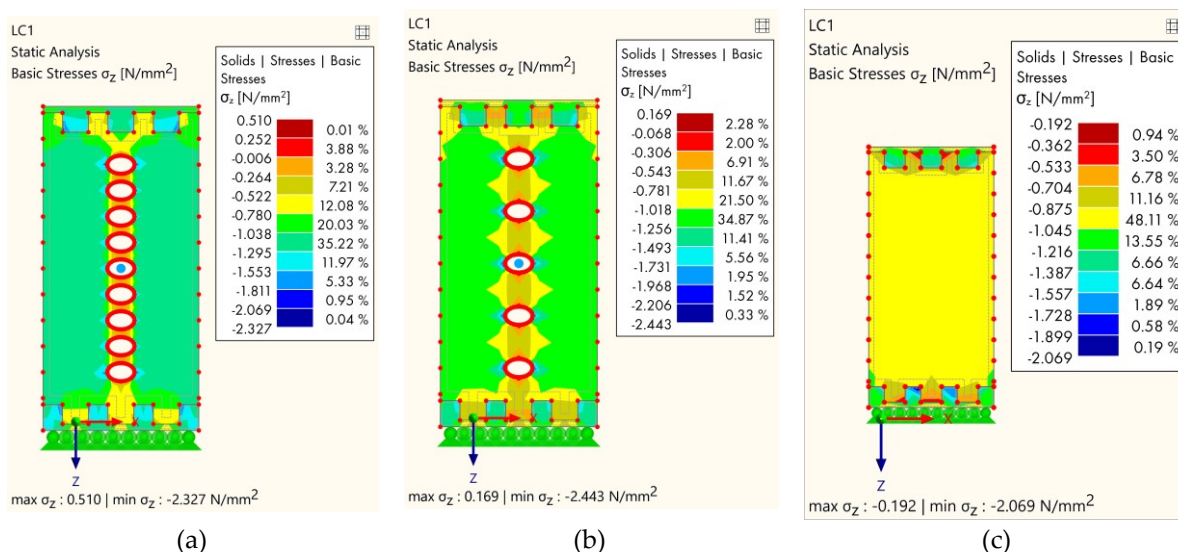 LC1
Static Analysis
Basic Stresses σz [N/mm²]
Solids | Stresses | Basic
Stresses
σz [N/mm²]
0.510
0.252
-0.006
-0.264
-0.522
-0.780
-1.038
-1.295
-1.553
-1.811
-2.069
-2.327
0.01 %
3.88 %
3.28 %
7.21 %
12.08 %
20.03 %
35.22 %
11.97 %
5.33 %
0.95 %
0.04 %
X
Z
max σz : 0.510 | min σz : -2.327 N/mm²
(a)
LC1
Static Analysis
Basic Stresses σz [N/mm²]
Solids | Stresses | Basic
Stresses
σz [N/mm²]
0.169
-0.068
-0.306
-0.543
-0.781
-1.018
-1.256
-1.493
-1.731
-1.968
-2.206
-2.443
2.28 %
2.00 %
6.91 %
11.67 %
21.50 %
34.87 %
11.41 %
5.56 %
1.95 %
1.52 %
0.33 %
X
Z
max σz : 0.169 | min σz : -2.443 N/mm²
(b)
LC1
Static Analysis
Basic Stresses σz [N/mm²]
Solids | Stresses | Basic
Stresses
σz [N/mm²]
-0.192
-0.362
-0.533
-0.704
-0.875
-1.045
-1.216
-1.387
-1.557
-1.728
-1.899
-2.069
0.94 %
3.50 %
6.78 %
11.16 %
48.11 %
13.55 %
6.66 %
6.64 %
1.89 %
0.58 %
0.19 %
X
Z
max σz : -0.192 | min σz : -2.069 N/mm²
(c)